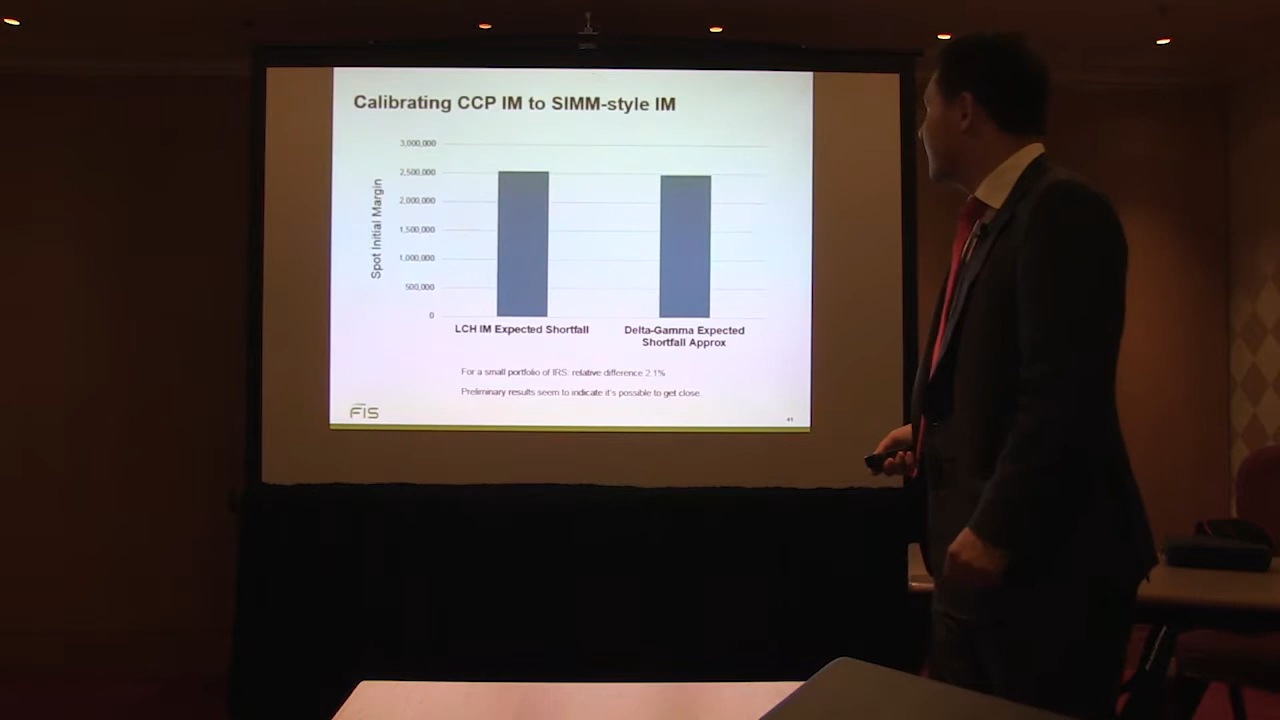 Calibrating CCP IM to SIMM-style IM
3,000,000
2,500,000
2,000,000
1,500,000
1,000,000
500,000
0
Spot Initial Margin
LCH IM Expected Shortfall
Delta-Gamma Expected
Shortfall Approx
For a small portfolio of IRS: relative difference 2.1%
Preliminary results seem to indicate it's possible to get close.
FIS
41